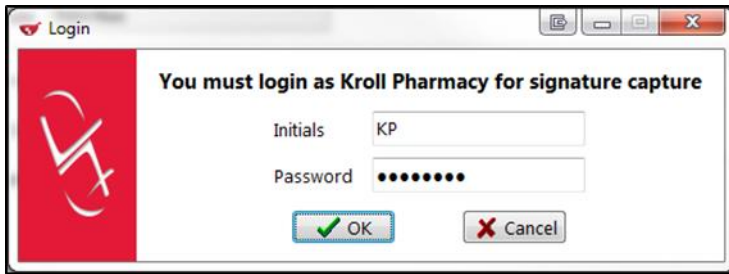 Login
You must login as Kroll Pharmacy for signature capture
Initials KP
Password ••••••••
OK Cancel